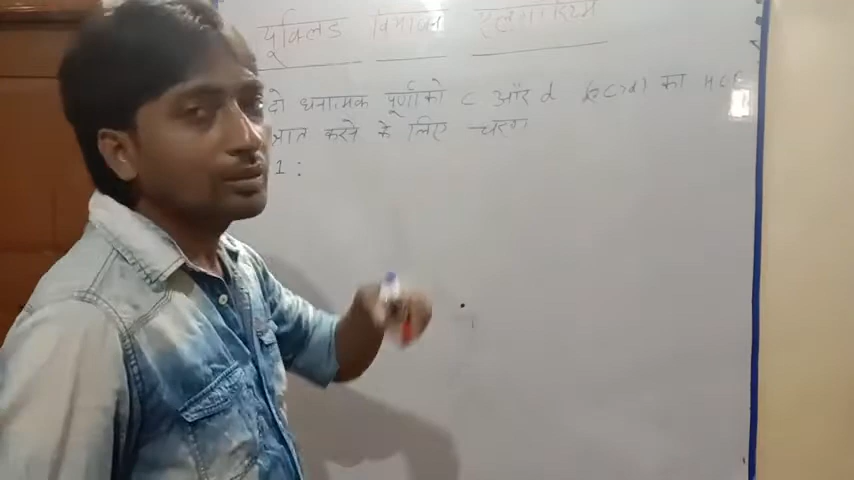 यूक्लिड विभाजन एल्गोरिथ्म
दो धनात्मक पूर्णांको c और d (c>d) का HCF
प्राप्त करने के लिए चरण
1 :